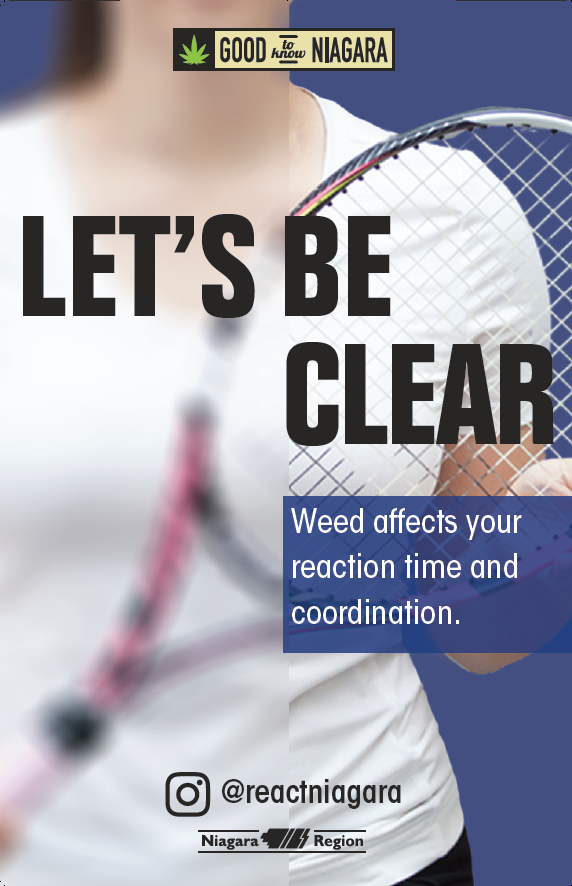 GOOD to know NIAGARA
LET'S BE
CLEAR
Weed affects your
reaction time and
coordination.
@reactniagara
Niagara Region